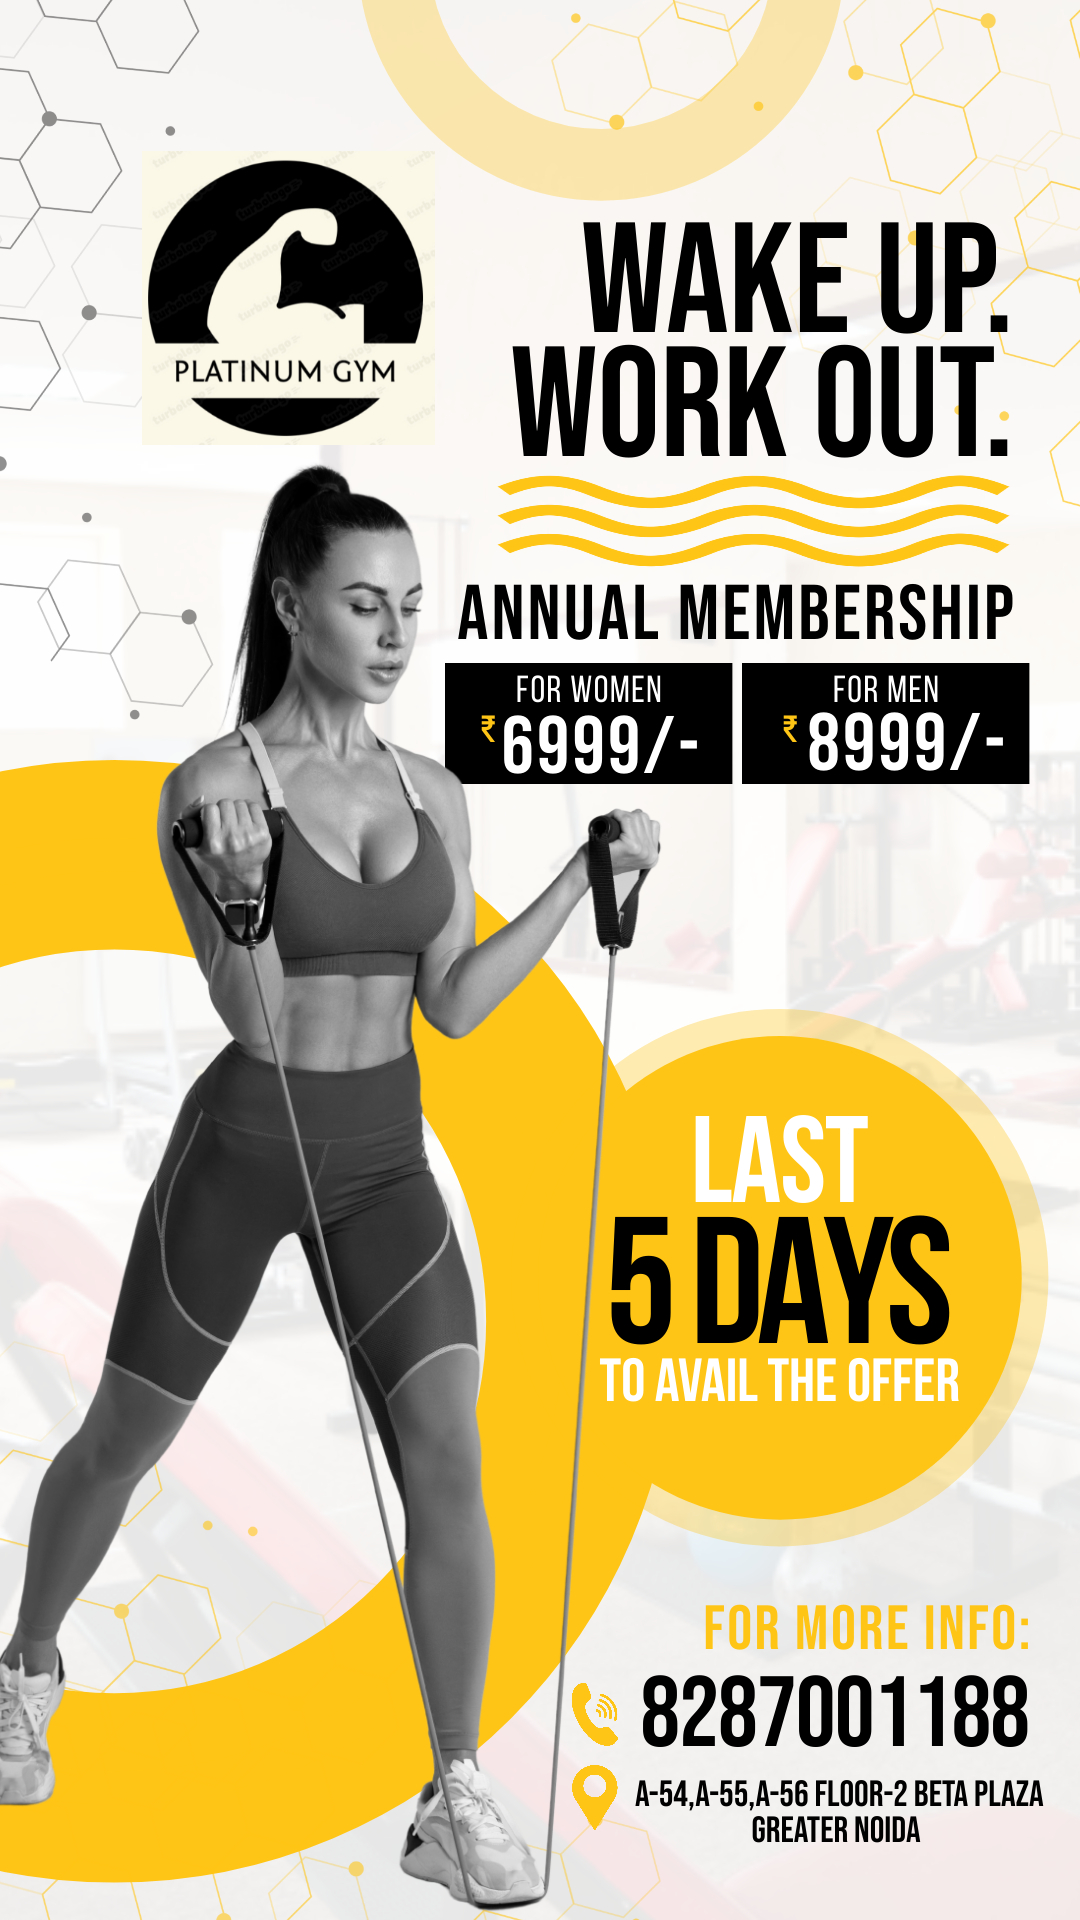 PLATINUM GYM
WAKE UP.
WORK OUT.
ANNUAL MEMBERSHIP
FOR WOMEN
₹6999/-
FOR MEN
₹8999/-
LAST
5 DAYS
TO AVAIL THE OFFER
FOR MORE INFO:
8287001188
A-54,A-55,A-56 FLOOR-2 BETA PLAZA
GREATER NOIDA